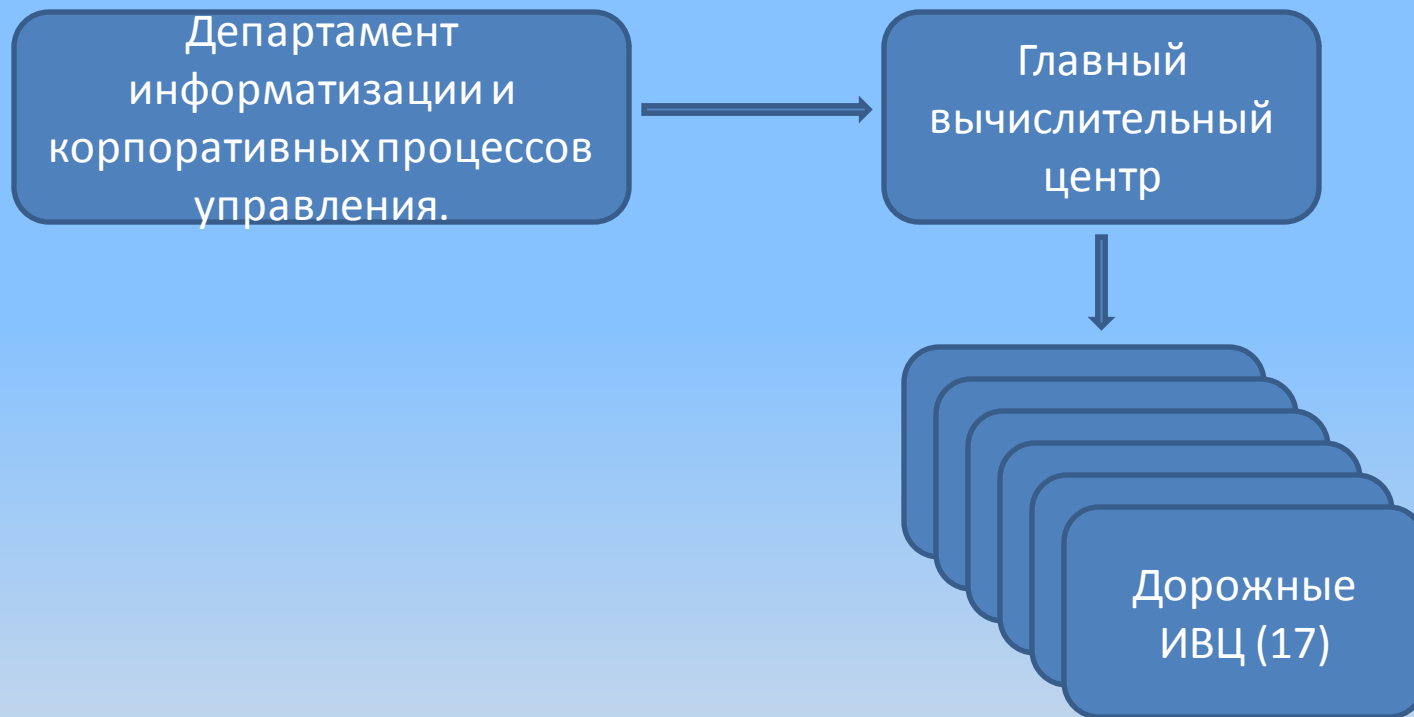 Департамент
информатизации и
корпоративных процессов
управления.
Главный
вычислительный
центр
Дорожные
ИВЦ (17)